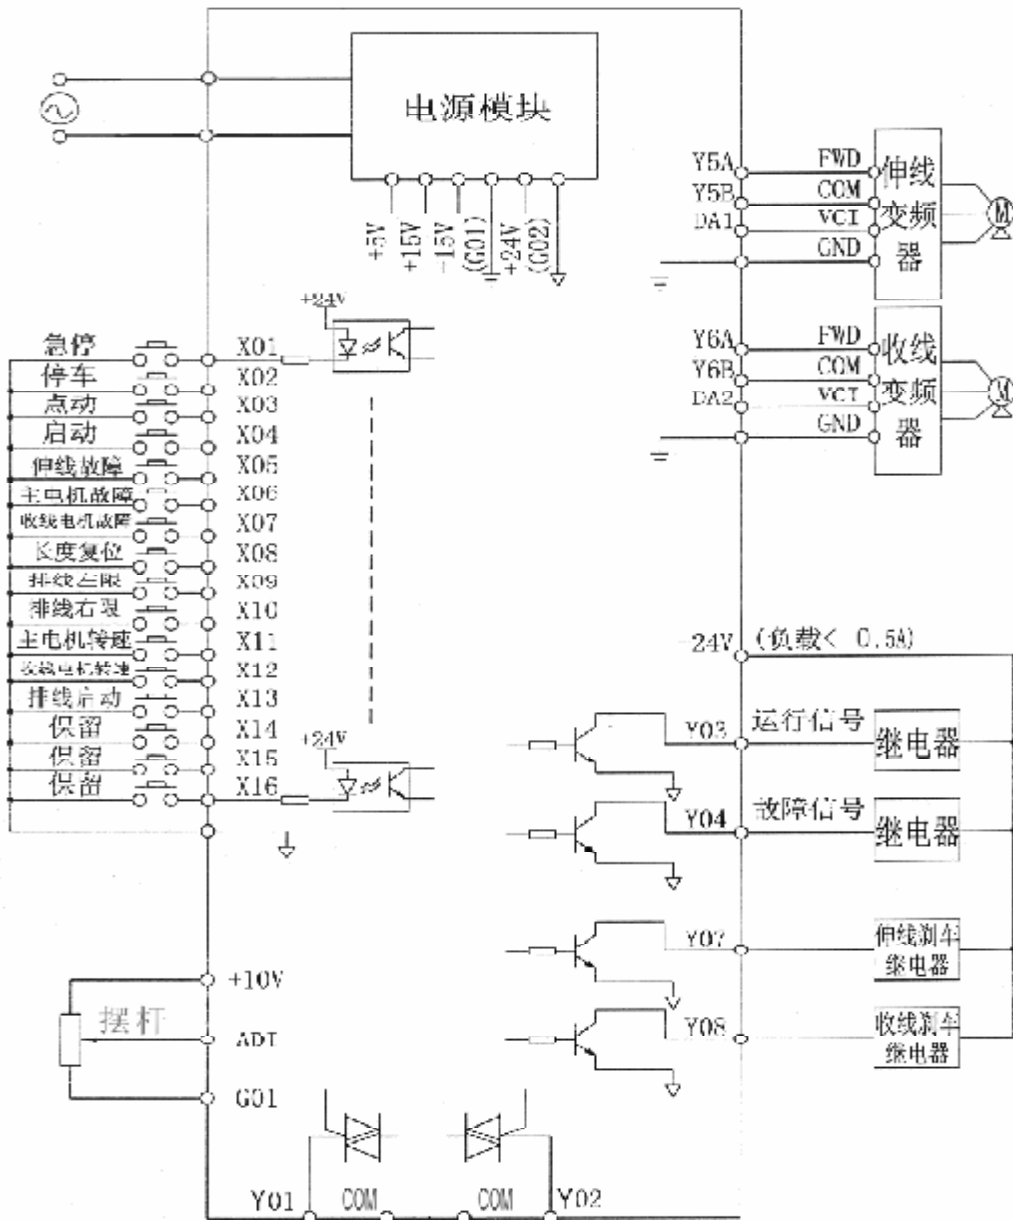 电源模块
+5V
+15V
-15V
(G01)
+24V
(G02)
Y5A
FWD
Y5B
COM
DA1
VCI
GND
伸线
变频
器
M
Y6A
FWD
Y6B
COM
DA2
VCI
GND
收线
变频
器
M
+24V
急停
X01
停车
X02
点动
X03
启动
X04
伸线故障
X05
主电机故障
X06
收线电机故障
X07
长度复位
X08
排线左限
X09
排线右限
X10
主电机转速
X11
收线电机转速
X12
排线启动
X13
保留
X14
保留
X15
保留
X16
+24V
-24V
(负载< 0.5A)
Y03
运行信号
继电器
Y04
故障信号
继电器
Y07
伸线刹车
继电器
Y08
收线刹车
继电器
+10V
摆杆
ADI
G01
Y01
COM
COM
Y02